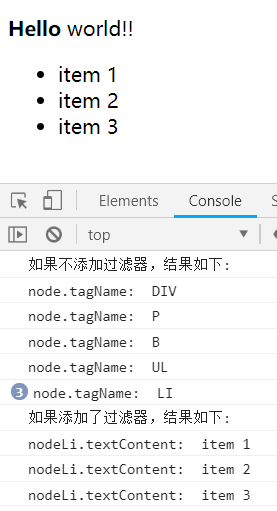 Hello world!!
item 1
item 2
item 3
Elements
Console
S
top
如果不添加过滤器，结果如下:
node.tagName: DIV
node.tagName: P
node.tagName: B
node.tagName: UL
3 node.tagName: LI
如果添加了过滤器，结果如下:
nodeLi.textContent: item 1
nodeLi.textContent: item 2
nodeLi.textContent: item 3